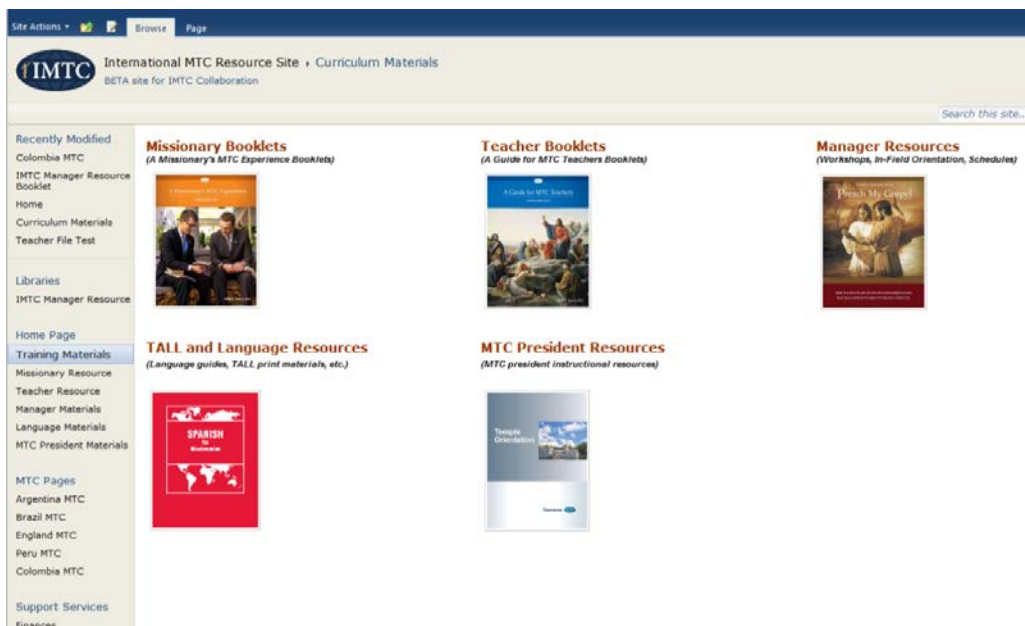 Site Actions
Browse
Page
IMTC
International MTC Resource Site › Curriculum Materials
BETA site for IMTC Collaboration
Search this site...
Recently Modified
Colombia MTC
IMTC Manager Resource
Booklet
Home
Curriculum Materials
Teacher File Test
Libraries
IMTC Manager Resource
Home Page
Training Materials
Missionary Resource
Teacher Resource
Manager Materials
Language Materials
MTC President Materials
MTC Pages
Argentina MTC
Brazil MTC
England MTC
Peru MTC
Colombia MTC
Support Services
Finances
Missionary Booklets
(A Missionary's MTC Experience Booklets)
A Missionary's MTC Experience
Teacher Booklets
(A Guide for MTC Teachers Booklets)
A Guide for MTC Teachers
Manager Resources
(Workshops, In-Field Orientation, Schedules)
Preach My Gospel
TALL and Language Resources
(Language guides, TALL print materials, etc.)
SPANISH
MTC President Resources
(MTC president instructional resources)
Temple
Orientation